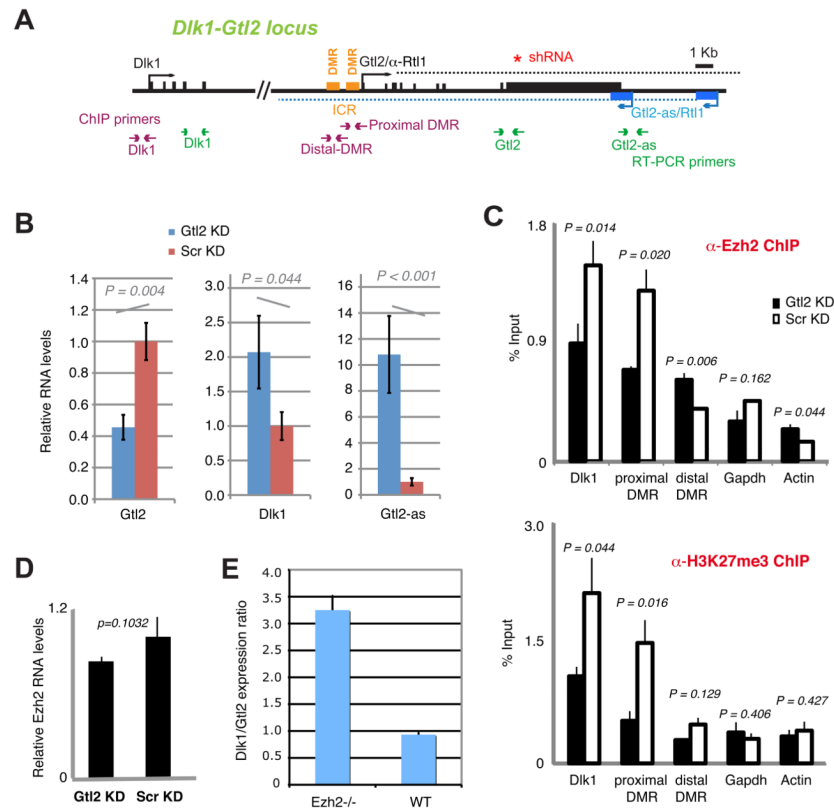 A
Dlk1-Gtl2 locus
Dlk1
DMR
DMR
Gtl2/α-Rtl1
* shRNA
1 Kb
//
ICR
Gtl2-as/Rtl1
ChIP primers
Dlk1
Dlk1
Proximal DMR
Distal-DMR
Gtl2
Gtl2-as
RT-PCR primers
B
Gtl2 KD
Scr KD
Relative RNA levels
P = 0.004
1.4
1.2
1.0
0.8
0.6
0.4
0.2
0.0
Gtl2
P = 0.044
3.0
2.5
2.0
1.5
1.0
0.5
0.0
Dlk1
P < 0.001
16
14
12
10
8
6
4
2
0
Gtl2-as
C
α-Ezh2 ChIP
Gtl2 KD
Scr KD
% Input
1.8
0.9
0
P = 0.014
P = 0.020
P = 0.006
P = 0.162
P = 0.044
Dlk1
proximal DMR
distal DMR
Gapdh
Actin
α-H3K27me3 ChIP
% Input
3.0
1.5
0
P = 0.044
P = 0.016
P = 0.129
P = 0.406
P = 0.427
Dlk1
proximal DMR
distal DMR
Gapdh
Actin
D
Relative Ezh2 RNA levels
1.2
0
p=0.1032
Gtl2 KD
Scr KD
E
Dlk1/Gtl2 expression ratio
4.0
3.5
3.0
2.5
2.0
1.5
1.0
0.5
0
Ezh2-/-
WT